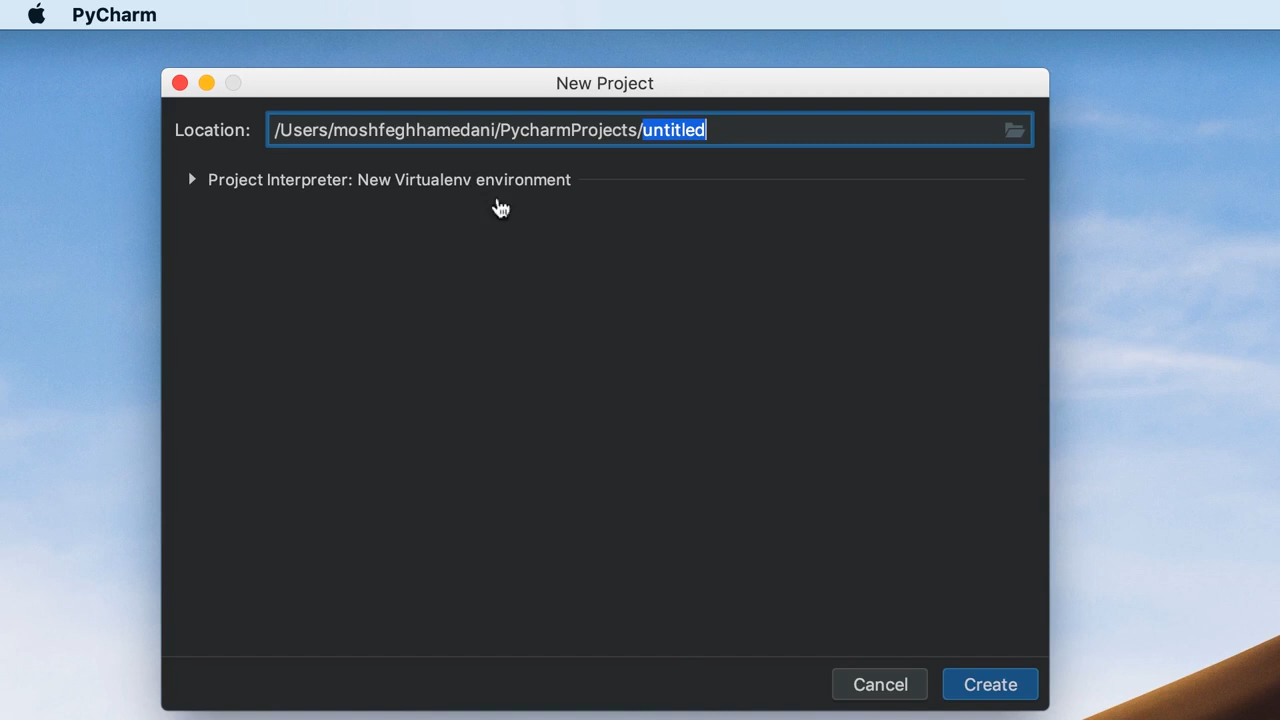 PyCharm
New Project
Location: /Users/moshfeghhamedani/PycharmProjects/untitled
Project Interpreter: New Virtualenv environment
Cancel Create